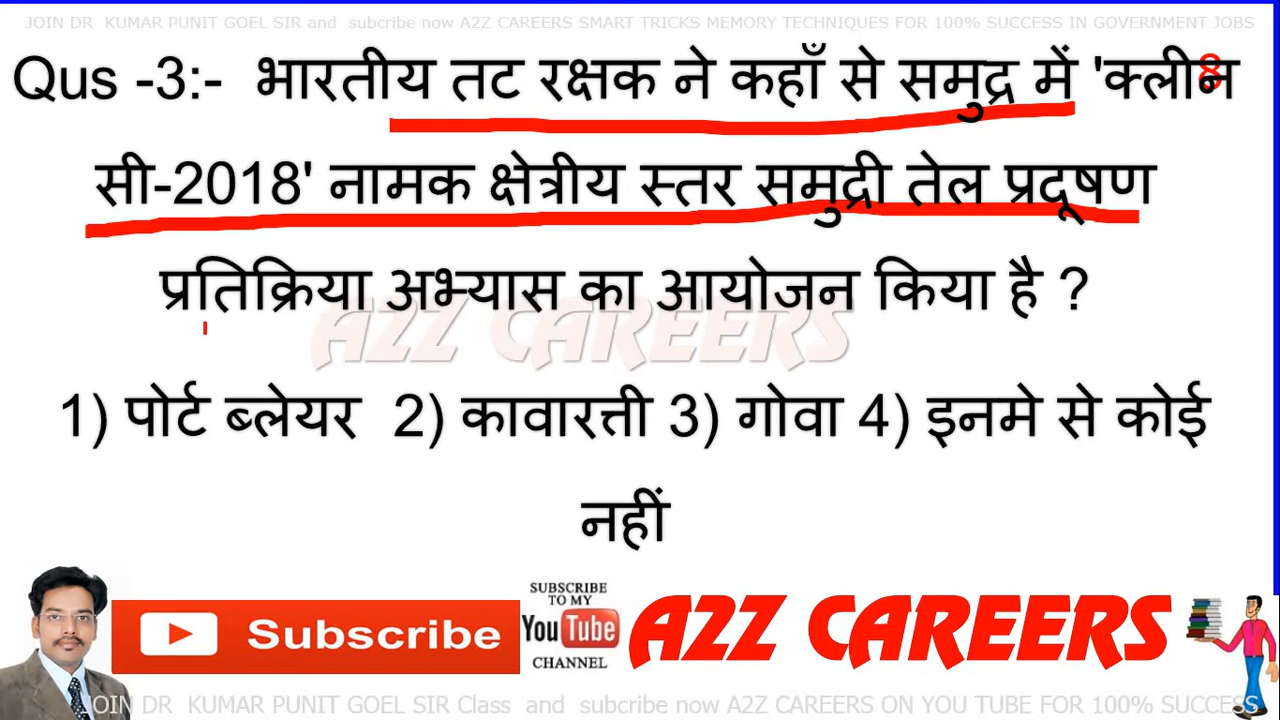 JOIN DR KUMAR PUNIT GOEL SIR and subcribe now A2Z CAREERS SMART TRICKS MEMORY TECHNIQUES FOR 100% SUCCESS IN GOVERNMENT JOBS
Qus -3:- भारतीय तट रक्षक ने कहाँ से समुद्र में 'क्लीन
8
सी-2018' नामक क्षेत्रीय स्तर समुद्री तेल प्रदूषण
प्रतिक्रिया अभ्यास का आयोजन किया है ?
A2Z CAREERS
1) पोर्ट ब्लेयर 2) कावारत्ती 3) गोवा 4) इनमे से कोई
नहीं
Subscribe
SUBSCRIBE
TO MY
YouTube
CHANNEL
A2Z CAREERS
JOIN DR KUMAR PUNIT GOEL SIR Class and subcribe now A2Z CAREERS ON YOU TUBE FOR 100% SUCCESS